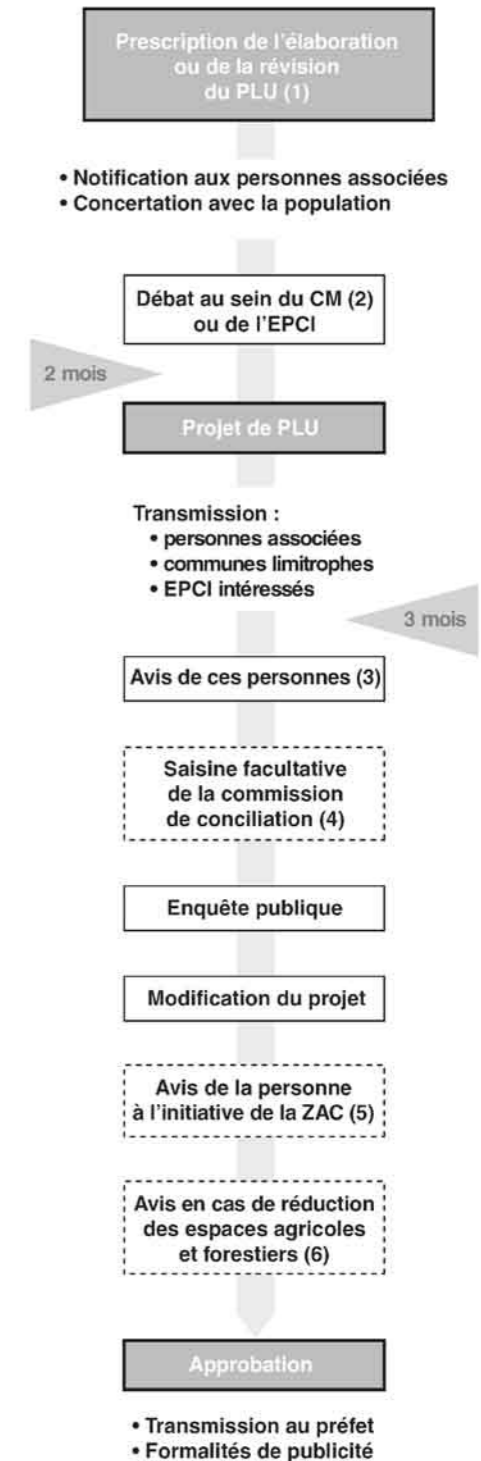 Prescription de l'élaboration
ou de la révision
du PLU (1)
• Notification aux personnes associées
• Concertation avec la population
Débat au sein du CM (2)
ou de l'EPCI
2 mois
Projet de PLU
Transmission :
• personnes associées
• communes limitrophes
• EPCI intéressés
3 mois
Avis de ces personnes (3)
Saisine facultative
de la commission
de conciliation (4)
Enquête publique
Modification du projet
Avis de la personne
à l'initiative de la ZAC (5)
Avis en cas de réduction
des espaces agricoles
et forestiers (6)
Approbation
• Transmission au préfet
• Formalités de publicité